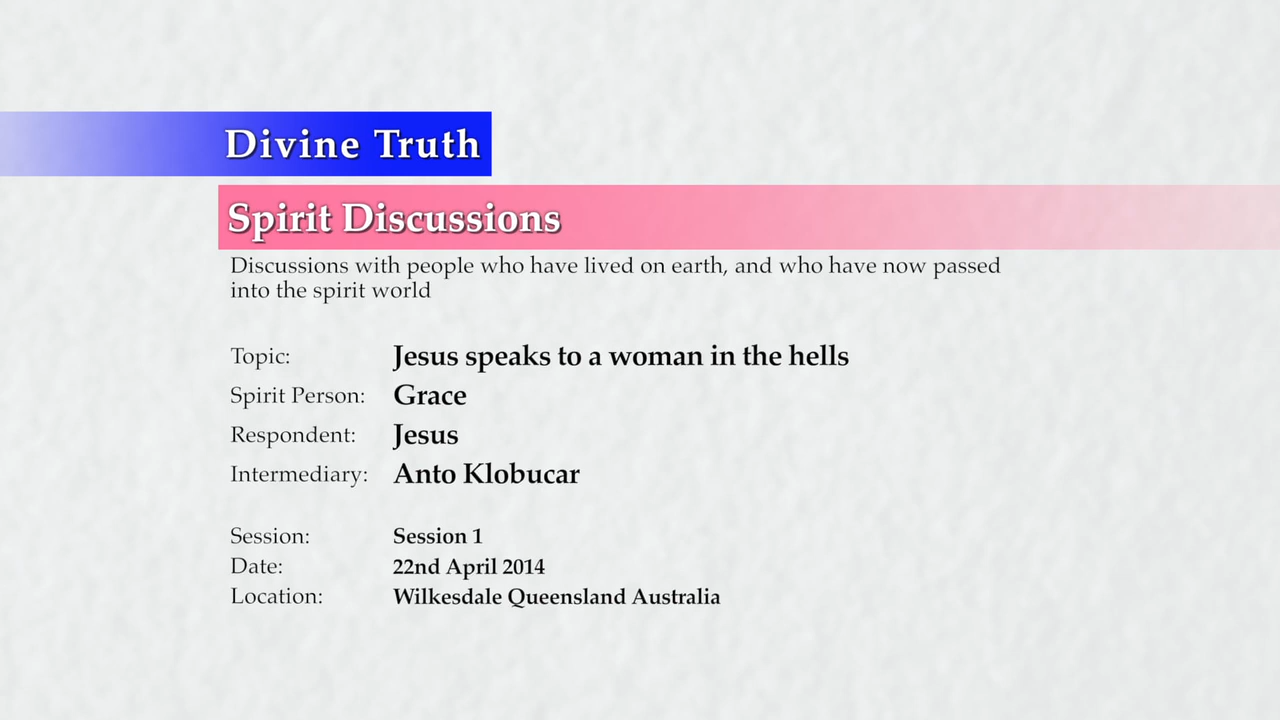 Divine Truth
Spirit Discussions
Discussions with people who have lived on earth, and who have now passed
into the spirit world
Topic: Jesus speaks to a woman in the hells
Spirit Person: Grace
Respondent: Jesus
Intermediary: Anto Klobucar
Session: Session 1
Date: 22nd April 2014
Location: Wilkesdale Queensland Australia